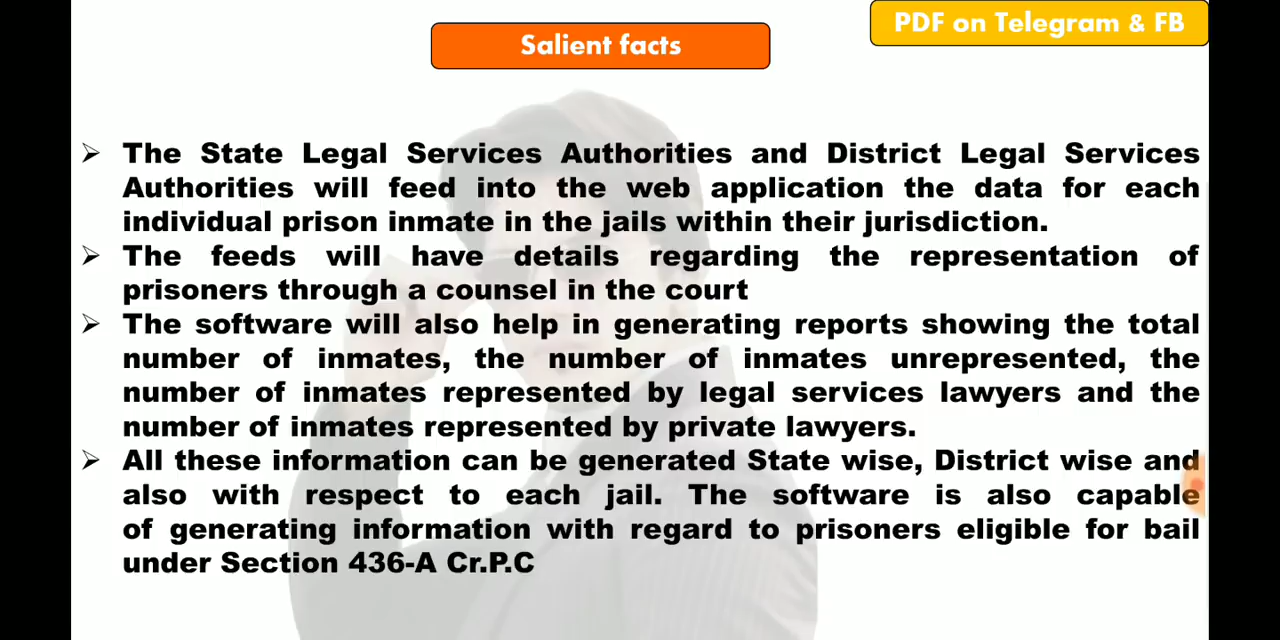 PDF on Telegram & FB
Salient facts
➢ The State Legal Services Authorities and District Legal Services
Authorities will feed into the web application the data for each
individual prison inmate in the jails within their jurisdiction.
➢ The feeds will have details regarding the representation of
prisoners through a counsel in the court
➢ The software will also help in generating reports showing the total
number of inmates, the number of inmates unrepresented, the
number of inmates represented by legal services lawyers and the
number of inmates represented by private lawyers.
➢ All these information can be generated State wise, District wise and
also with respect to each jail. The software is also capable
of generating information with regard to prisoners eligible for bail
under Section 436-A Cr.P.C